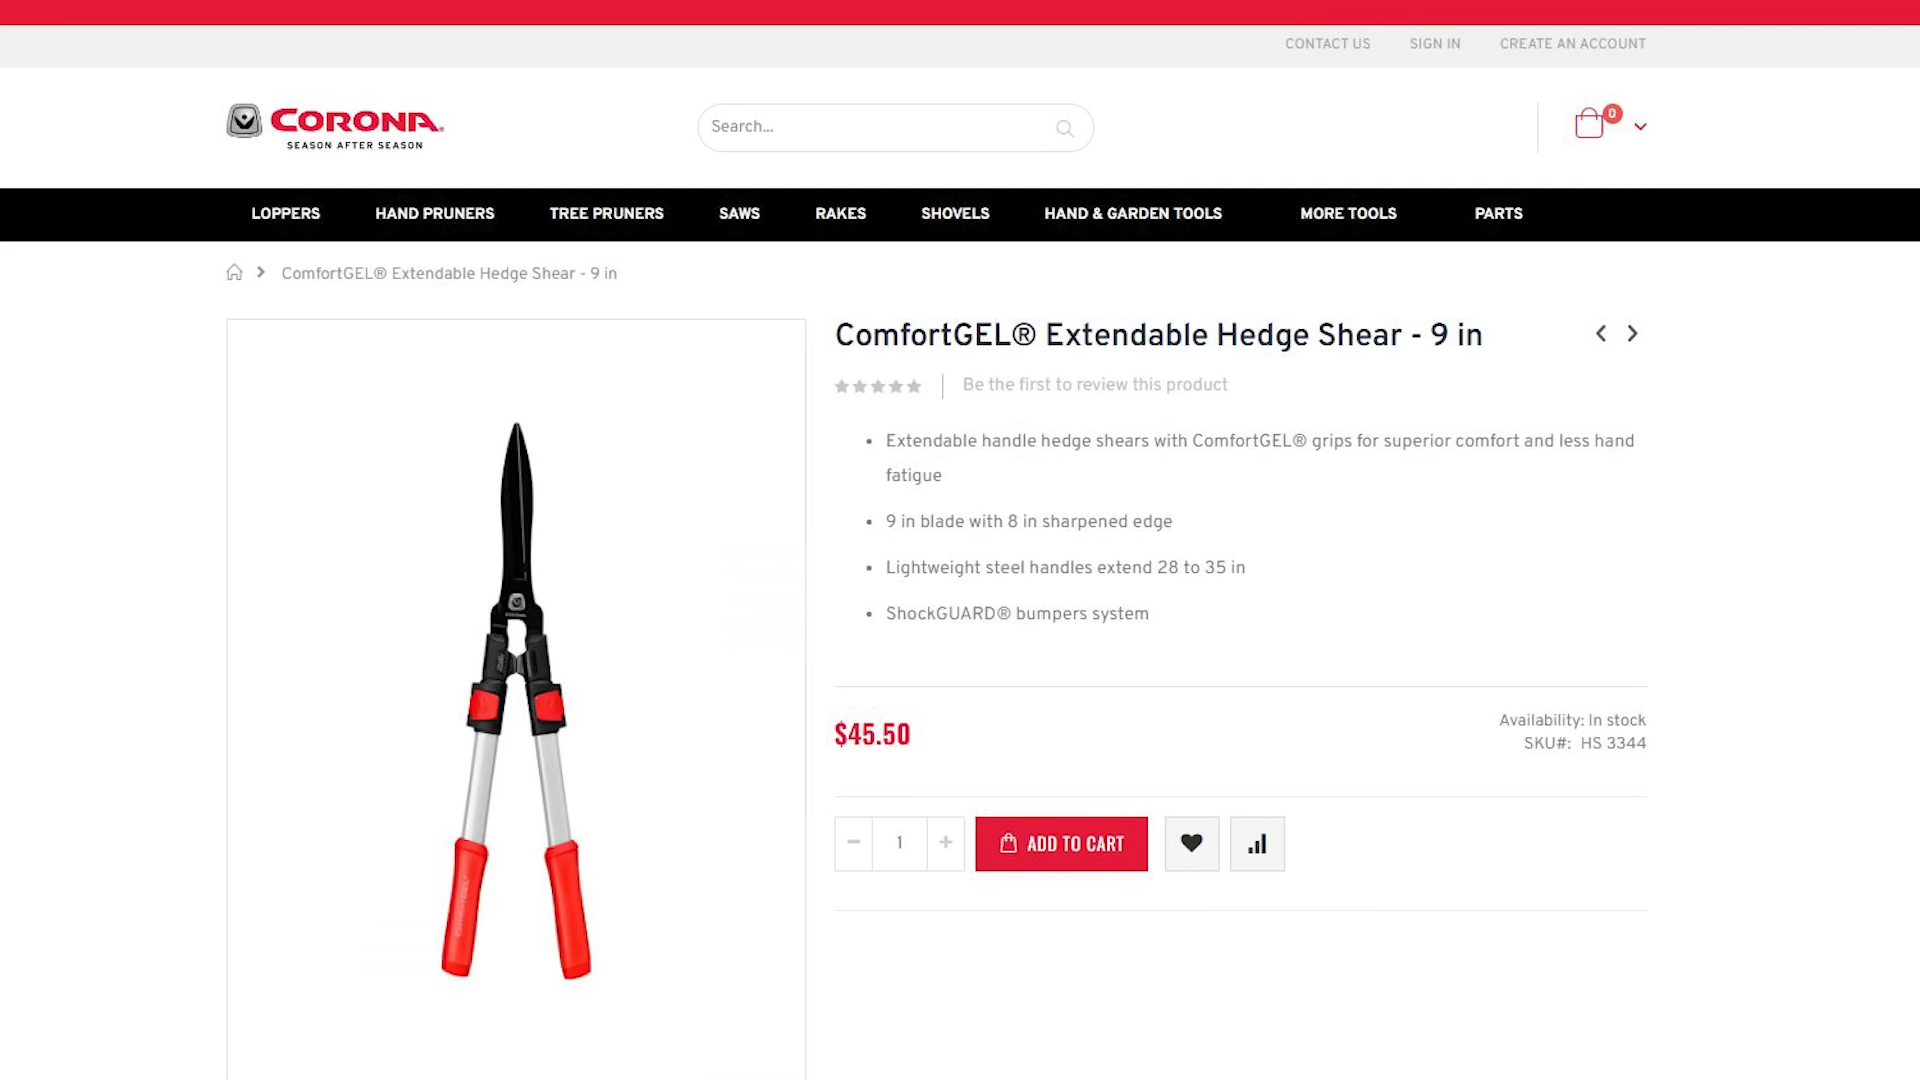 CONTACT US SIGN IN CREATE AN ACCOUNT
CORONA
SEASON AFTER SEASON
Search...
0
LOPPERS HAND PRUNERS TREE PRUNERS SAWS RAKES SHOVELS HAND & GARDEN TOOLS MORE TOOLS PARTS
ComfortGEL® Extendable Hedge Shear - 9 in
ComfortGEL® Extendable Hedge Shear - 9 in
Be the first to review this product
• Extendable handle hedge shears with ComfortGEL® grips for superior comfort and less hand
fatigue
• 9 in blade with 8 in sharpened edge
• Lightweight steel handles extend 28 to 35 in
• ShockGUARD® bumpers system
$45.50
Availability: In stock
SKU#: HS 3344
1
ADD TO CART